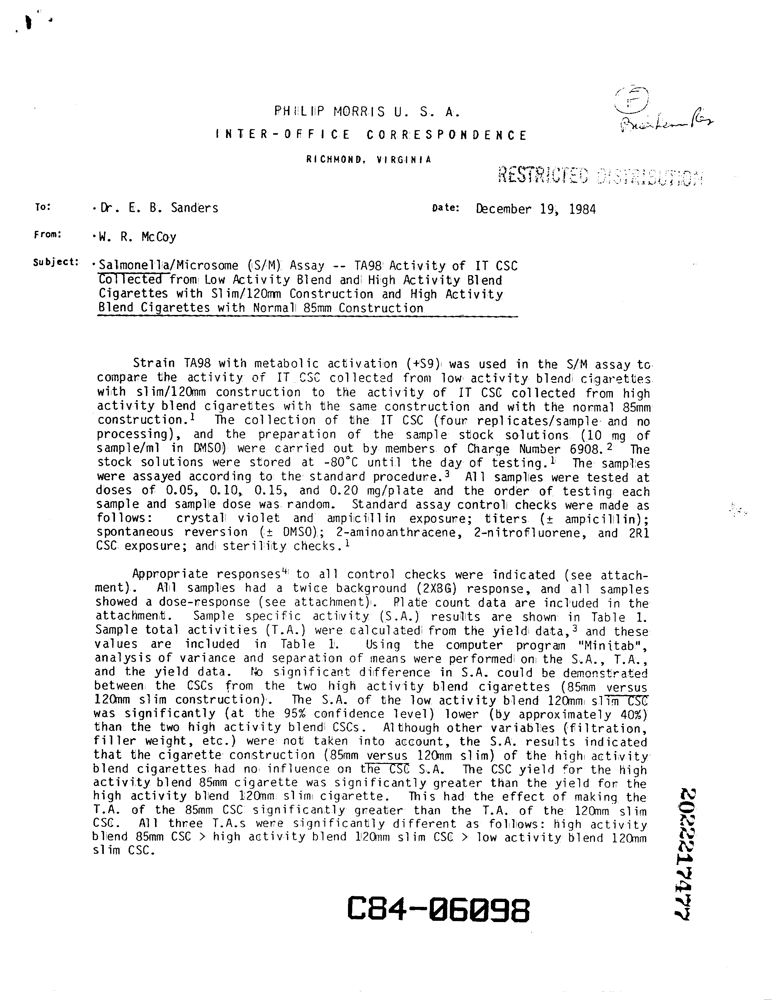 PHILIP MORRIS U. S. A.
INTER-OFFICE CORRESPONDENCE
RICHMOND, VIRGINIA
RESTRICTED DISTRIBUTION
To: Dr. E. B. Sanders Date: December 19, 1984
From: W. R. McCoy
Subject: Salmonella/Microsome (S/M) Assay -- TA98 Activity of IT CSC
Collected from Low Activity Blend and High Activity Blend
Cigarettes with Slim/120mm Construction and High Activity
Blend Cigarettes with Normal 85mm Construction
Strain TA98 with metabolic activation (+S9) was used in the S/M assay to
compare the activity of IT CSC collected from low activity blend cigarettes
with slim/120mm construction to the activity of IT CSC collected from high
activity blend cigarettes with the same construction and with the normal 85mm
construction.¹ The collection of the IT CSC (four replicates/sample and no
processing), and the preparation of the sample stock solutions (10 mg of
sample/ml in DMSO) were carried out by members of Charge Number 6908.² The
stock solutions were stored at -80°C until the day of testing.¹ The samples
were assayed according to the standard procedure.³ All samples were tested at
doses of 0.05, 0.10, 0.15, and 0.20 mg/plate and the order of testing each
sample and sample dose was random. Standard assay control checks were made as
follows: crystal violet and ampicillin exposure; titers (± ampicillin);
spontaneous reversion (± DMSO); 2-aminoanthracene, 2-nitrofluorene, and 2R1
CSC exposure; and sterility checks.¹
Appropriate responses⁴ to all control checks were indicated (see attach-
ment). All samples had a twice background (2XBG) response, and all samples
showed a dose-response (see attachment). Plate count data are included in the
attachment. Sample specific activity (S.A.) results are shown in Table 1.
Sample total activities (T.A.) were calculated from the yield data,³ and these
values are included in Table 1. Using the computer program "Minitab",
analysis of variance and separation of means were performed on the S.A., T.A.,
and the yield data. No significant difference in S.A. could be demonstrated
between the CSCs from the two high activity blend cigarettes (85mm versus
120mm slim construction). The S.A. of the low activity blend 120mm slim CSC
was significantly (at the 95% confidence level) lower (by approximately 40%)
than the two high activity blend CSCs. Although other variables (filtration,
filler weight, etc.) were not taken into account, the S.A. results indicated
that the cigarette construction (85mm versus 120mm slim) of the high activity
blend cigarettes had no influence on the CSC S.A. The CSC yield for the high
activity blend 85mm cigarette was significantly greater than the yield for the
high activity blend 120mm slim cigarette. This had the effect of making the
T.A. of the 85mm CSC significantly greater than the T.A. of the 120mm slim
CSC. All three T.A.s were significantly different as follows: high activity
blend 85mm CSC > high activity blend 120mm slim CSC > low activity blend 120mm
slim CSC.
C84-06098
2022217477